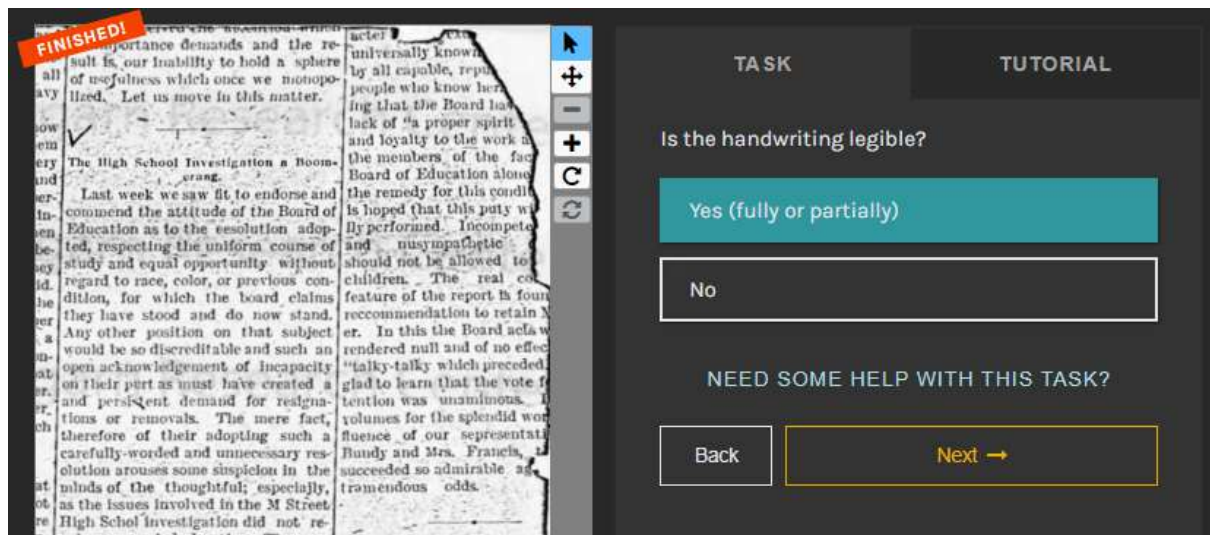 FINISHED!
portance demands and the re-
sult is, our inability to hold a sphere
of usefulness which once we monopo-
lized. Let us move in this matter.
The High School Investigation a Boom-
erang.
Last week we saw fit to endorse and
commend the attitude of the Board of
Education as to the eesolution adop-
ted, respecting the uniform course of
study and equal opportunity without
regard to race, color, or previous con-
dition, for which the board claims
they have stood and do now stand.
Any other position on that subject
would be so discreditable and such an
open acknowledgement of incapacity
on their part as must have created a
and persistent demand for resigna-
tions or removals. The mere fact,
therefore of their adopting such a
carefully-worded and unnecessary res-
olution arouses some suspicion in the
minds of the thoughtful; especially,
as the issues involved in the M Street
High Schol investigation did not re-
acter
universally known
by all capable, repu
people who know her
ing that the Board ha
lack of "a proper spirit
and loyalty to the work a
the members of the fac
Board of Education alone
the remedy for this condit
is hoped that this puty wi
lly performed. Incompete
and nusympathetic
should not be allowed to
children. The real co
feature of the report is foun
reccommendation to retain
er. In this the Board acts w
rendered null and of no effec
"talky-talky which preceded.
glad to learn that the vote f
tention was unanimous.
volumes for the splendid wor
fluence of our sepresentati
Bundy and Mrs. Francis,
succeeded so admirable ag
tramendous odds.
TASK
TUTORIAL
Is the handwriting legible?
Yes (fully or partially)
No
NEED SOME HELP WITH THIS TASK?
Back
Next →